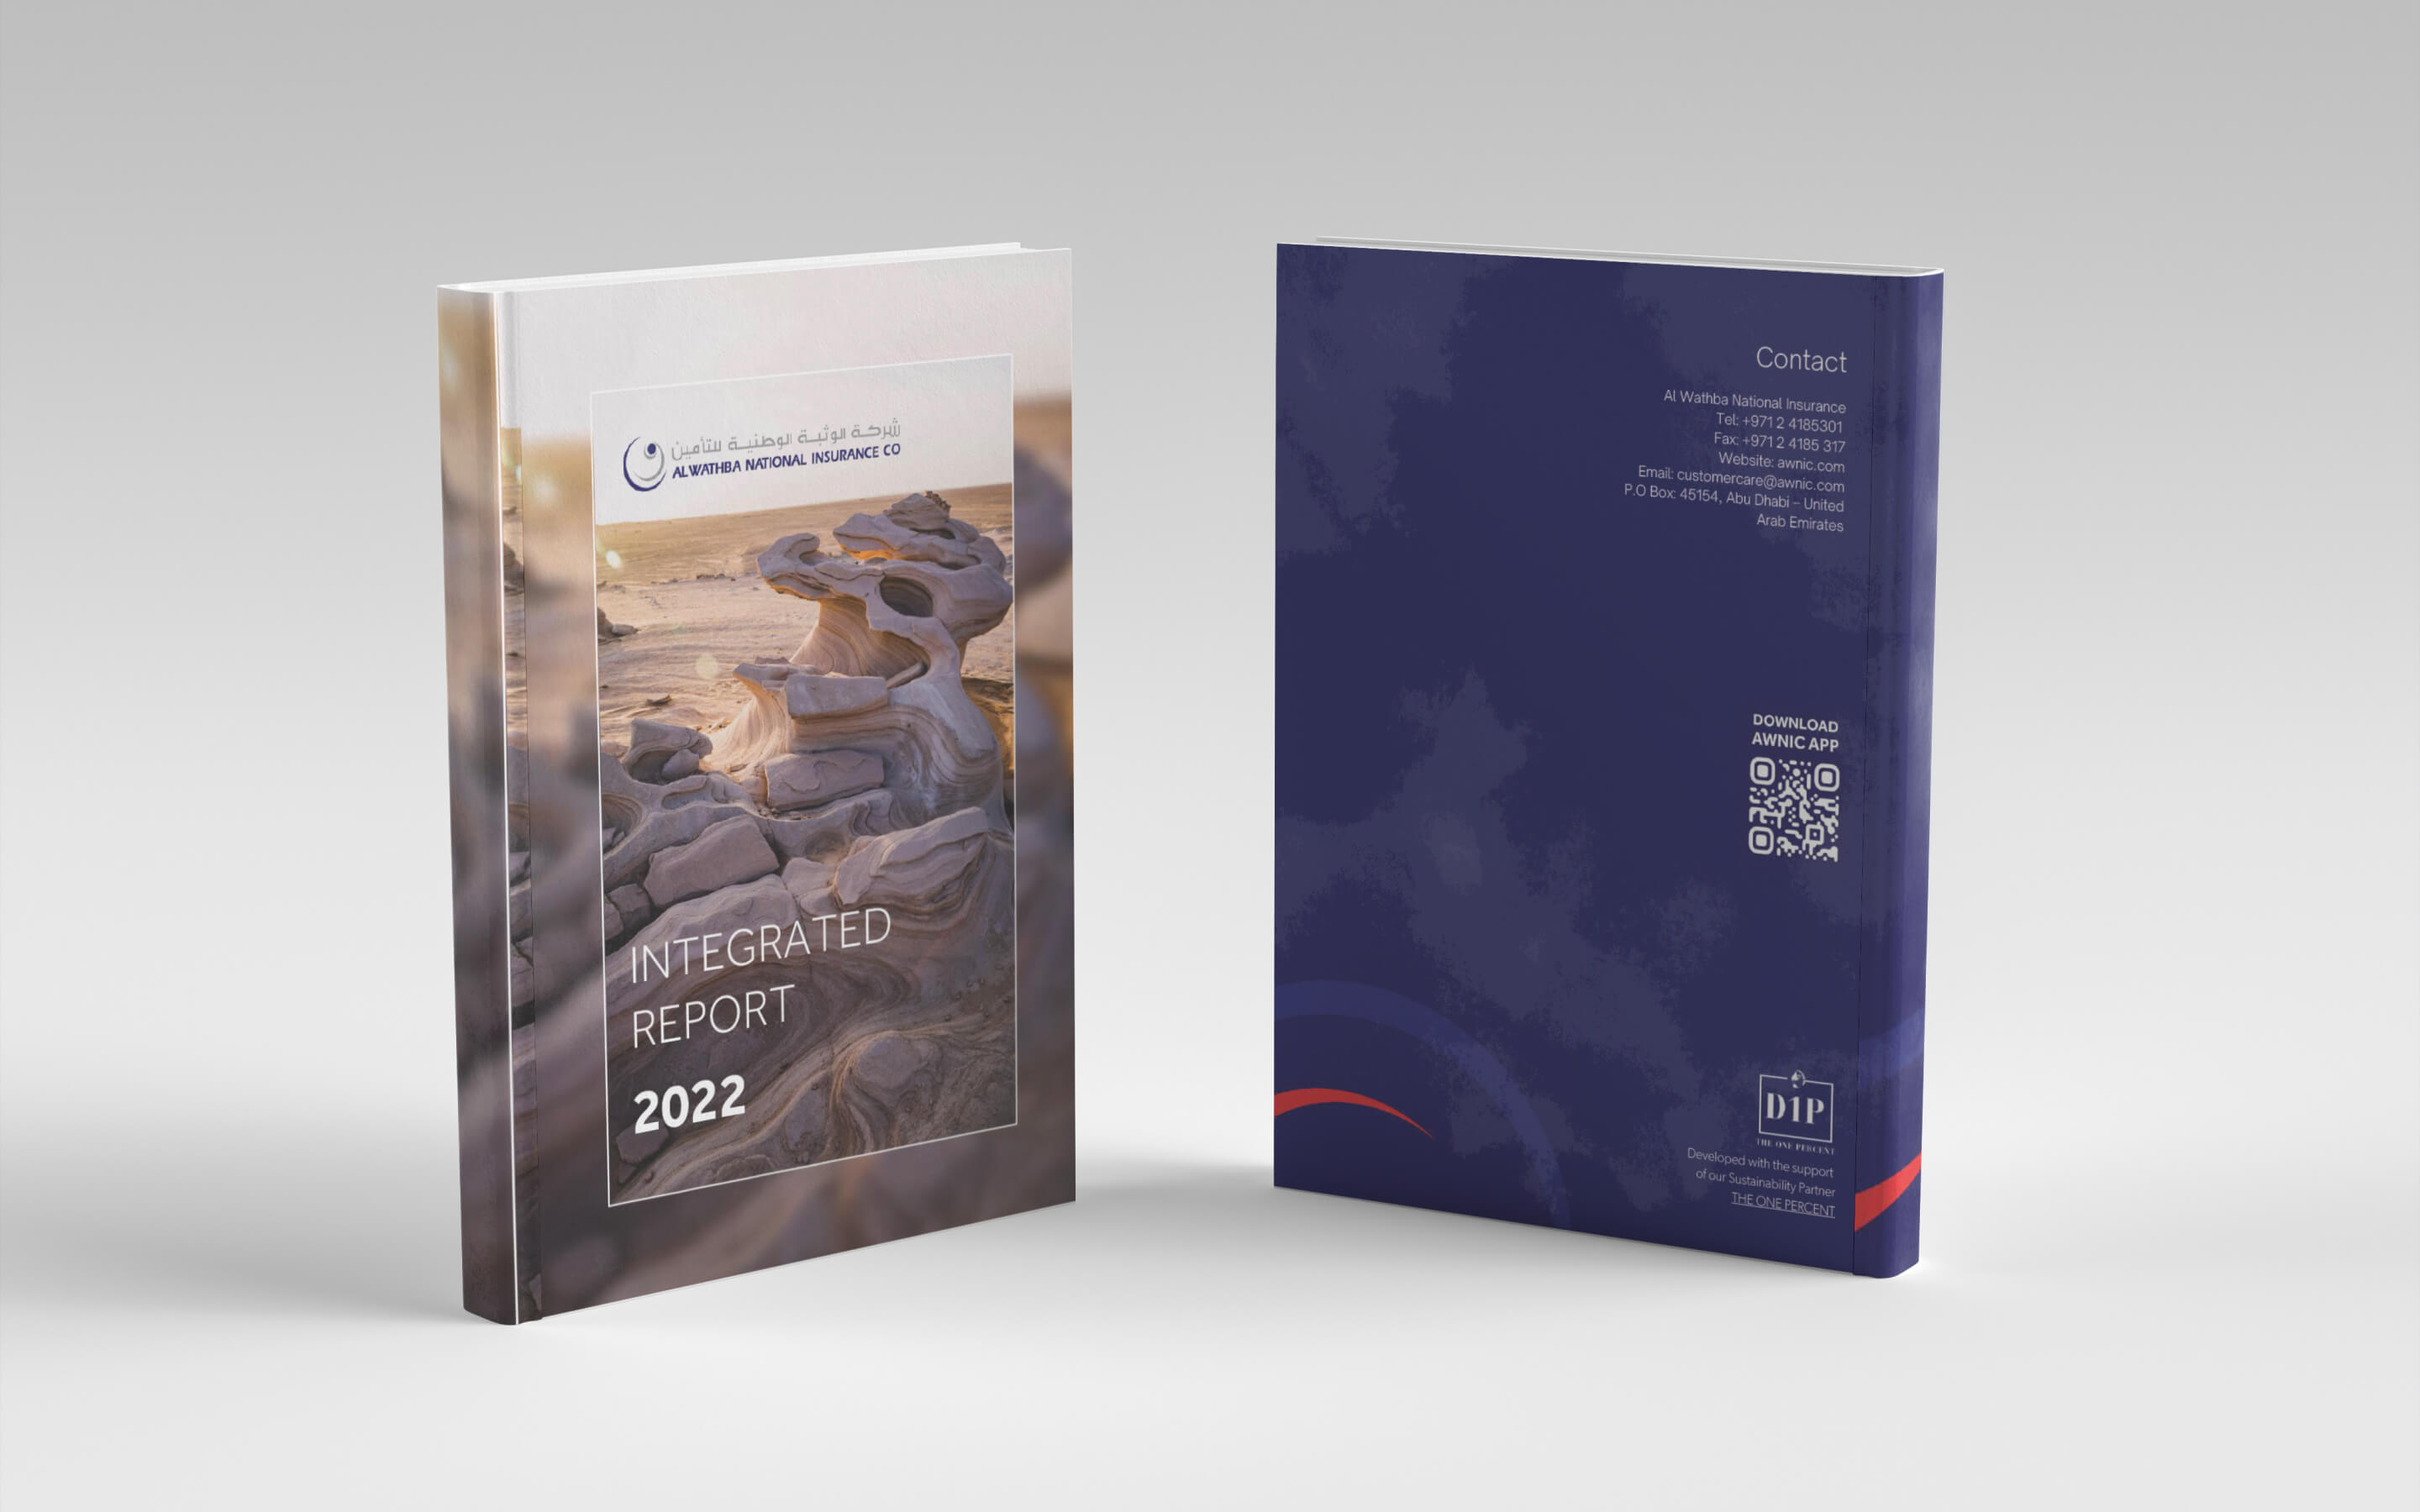 شركة الوثبة الوطنية للتأمين
AL WATHBA NATIONAL INSURANCE CO
INTEGRATED
REPORT
2022
Contact
Al Wathba National Insurance
Tel: +971 2 4185301
Fax: +971 2 4185 317
Website: awnic.com
Email: customercare@awnic.com
P.O Box: 45154, Abu Dhabi – United
Arab Emirates
DOWNLOAD
AWNIC APP
D1P
THE ONE PERCENT
Developed with the support
of our Sustainability Partner
THE ONE PERCENT